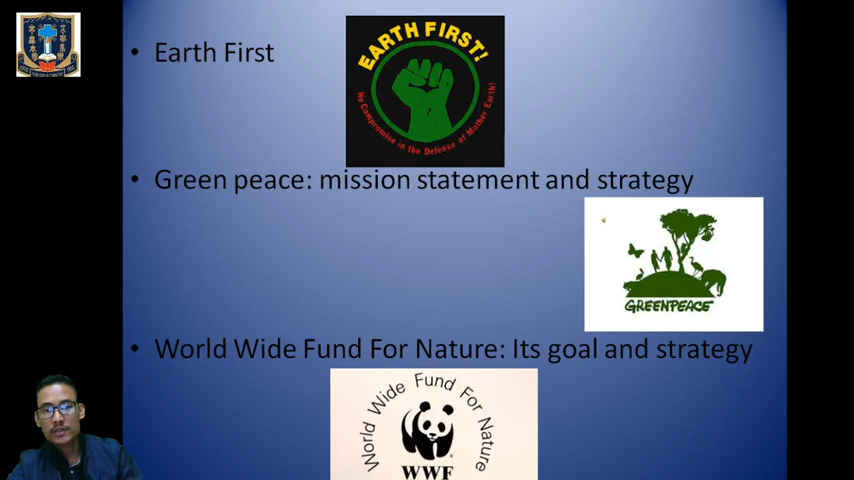 Earth First
EARTH FIRST!
No Compromise in the Defense of Mother Earth!
Green peace: mission statement and strategy
GREENPEACE
World Wide Fund For Nature: Its goal and strategy
World Wide Fund For Nature
WWF